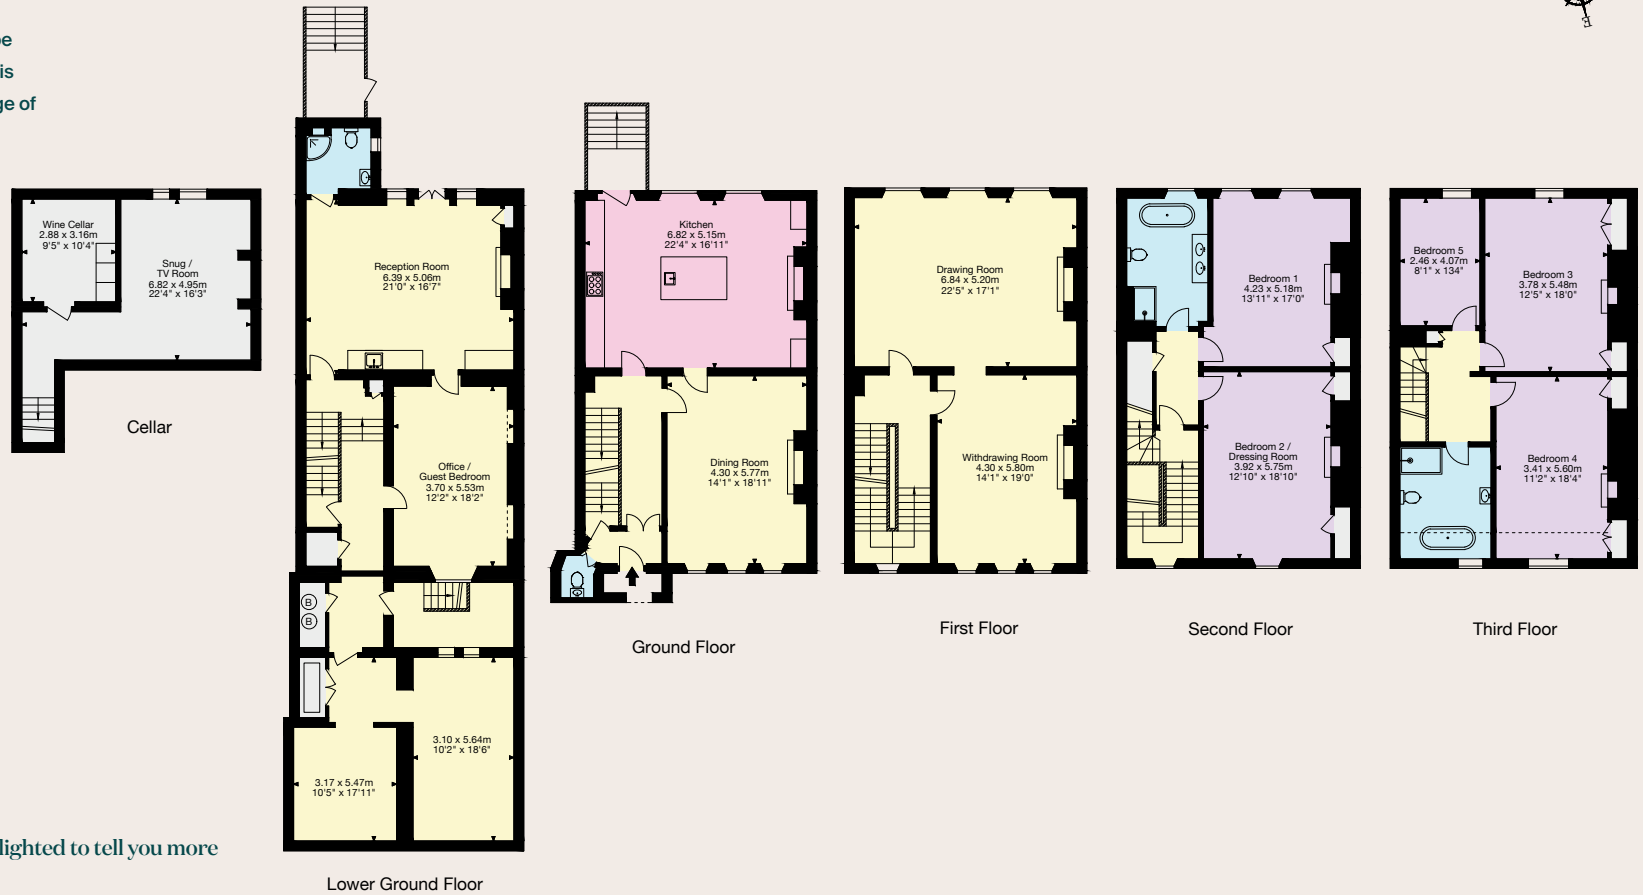 be
is
ge of
E
Wine Cellar
2.88 x 3.16m
9'5" x 10'4"
Snug /
TV Room
6.82 x 4.95m
22'4" x 16'3"
Cellar
Reception Room
6.39 x 5.06m
21'0" x 16'7"
Office /
Guest Bedroom
3.70 x 5.53m
12'2" x 18'2"
B
B
3.10 x 5.64m
10'2" x 18'6"
3.17 x 5.47m
10'5" x 17'11"
Lower Ground Floor
Kitchen
6.82 x 5.15m
22'4" x 16'11"
Dining Room
4.30 x 5.77m
14'1" x 18'11"
Ground Floor
Drawing Room
6.84 x 5.20m
22'5" x 17'1"
Withdrawing Room
4.30 x 5.80m
14'1" x 19'0"
First Floor
Bedroom 1
4.23 x 5.18m
13'11" x 17'0"
Bedroom 2 /
Dressing Room
3.92 x 5.75m
12'10" x 18'10"
Second Floor
Bedroom 5
2.46 x 4.07m
8'1" x 134"
Bedroom 3
3.78 x 5.48m
12'5" x 18'0"
Bedroom 4
3.41 x 5.60m
11'2" x 18'4"
Third Floor
lighted to tell you more